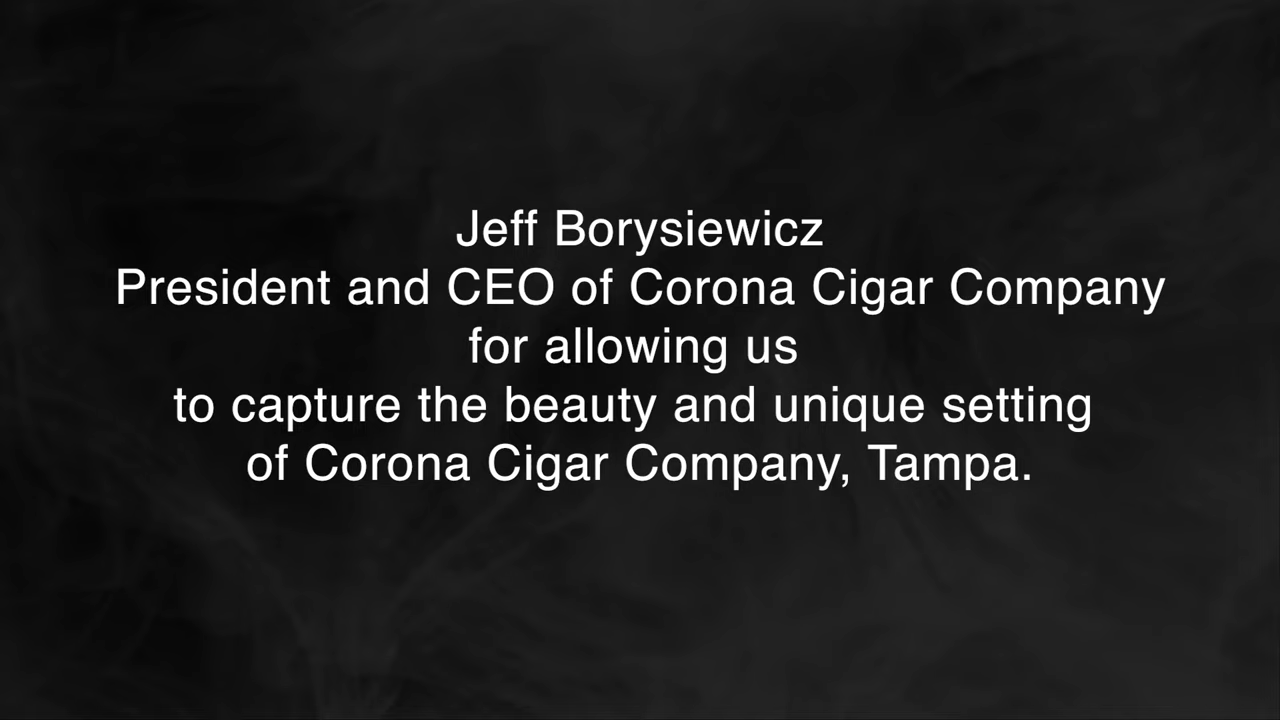 Jeff Borysiewicz
President and CEO of Corona Cigar Company
for allowing us
to capture the beauty and unique setting
of Corona Cigar Company, Tampa.